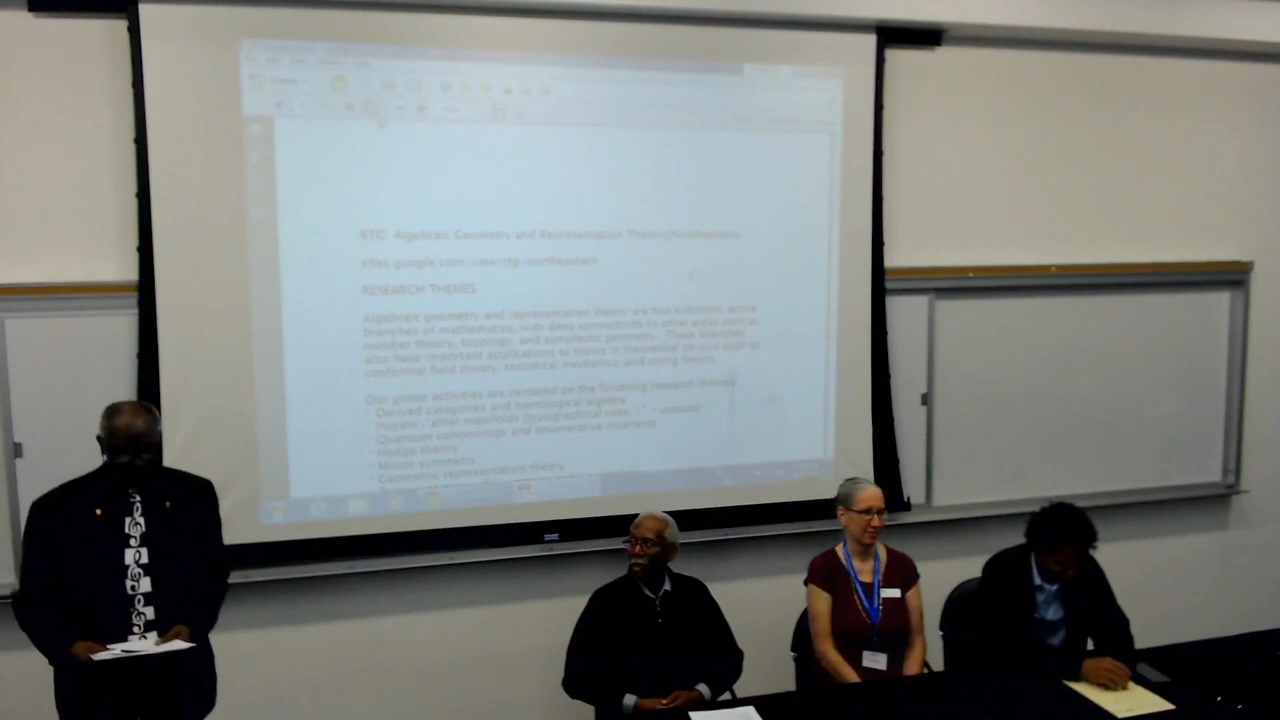 RTG: Algebraic Geometry and Representation Theory
sites.google.com/view/rtg-northeastern
RESEARCH THEMES
Algebraic geometry and representation theory are two extremely active
branches of mathematics, with deep connections to other areas such as
number theory, topology, and symplectic geometry. These branches
also have important applications to topics in theoretical physics such as
conformal field theory, statistical mechanics, and string theory.
Our group activities are centered on the following research themes
- Derived categories and homological algebra
manifolds (typographical note
- Quantum cohomology and enumerative invariants
- Hodge theory
- Mirror symmetry
- Geometric representation theory